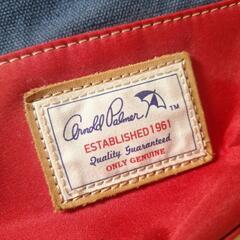 Arnold Palmer TM
ESTABLISHED 1961
Quality Guaranteed
ONLY GENUINE